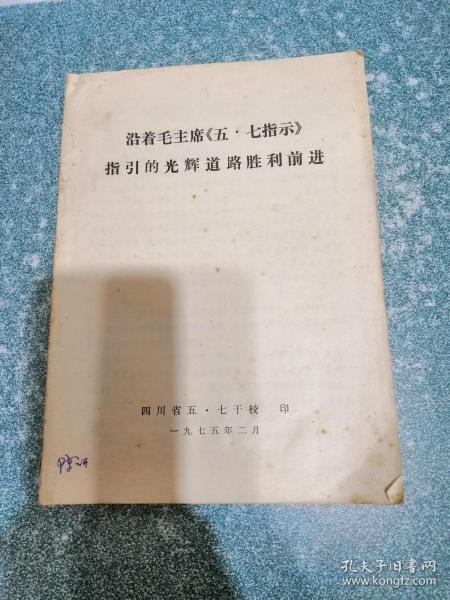 沿着毛主席《五·七指示》
指引的光辉道路胜利前进
四川省五·七干校 印
一九七五年二月
孔夫子旧书网
www.kongfz.com